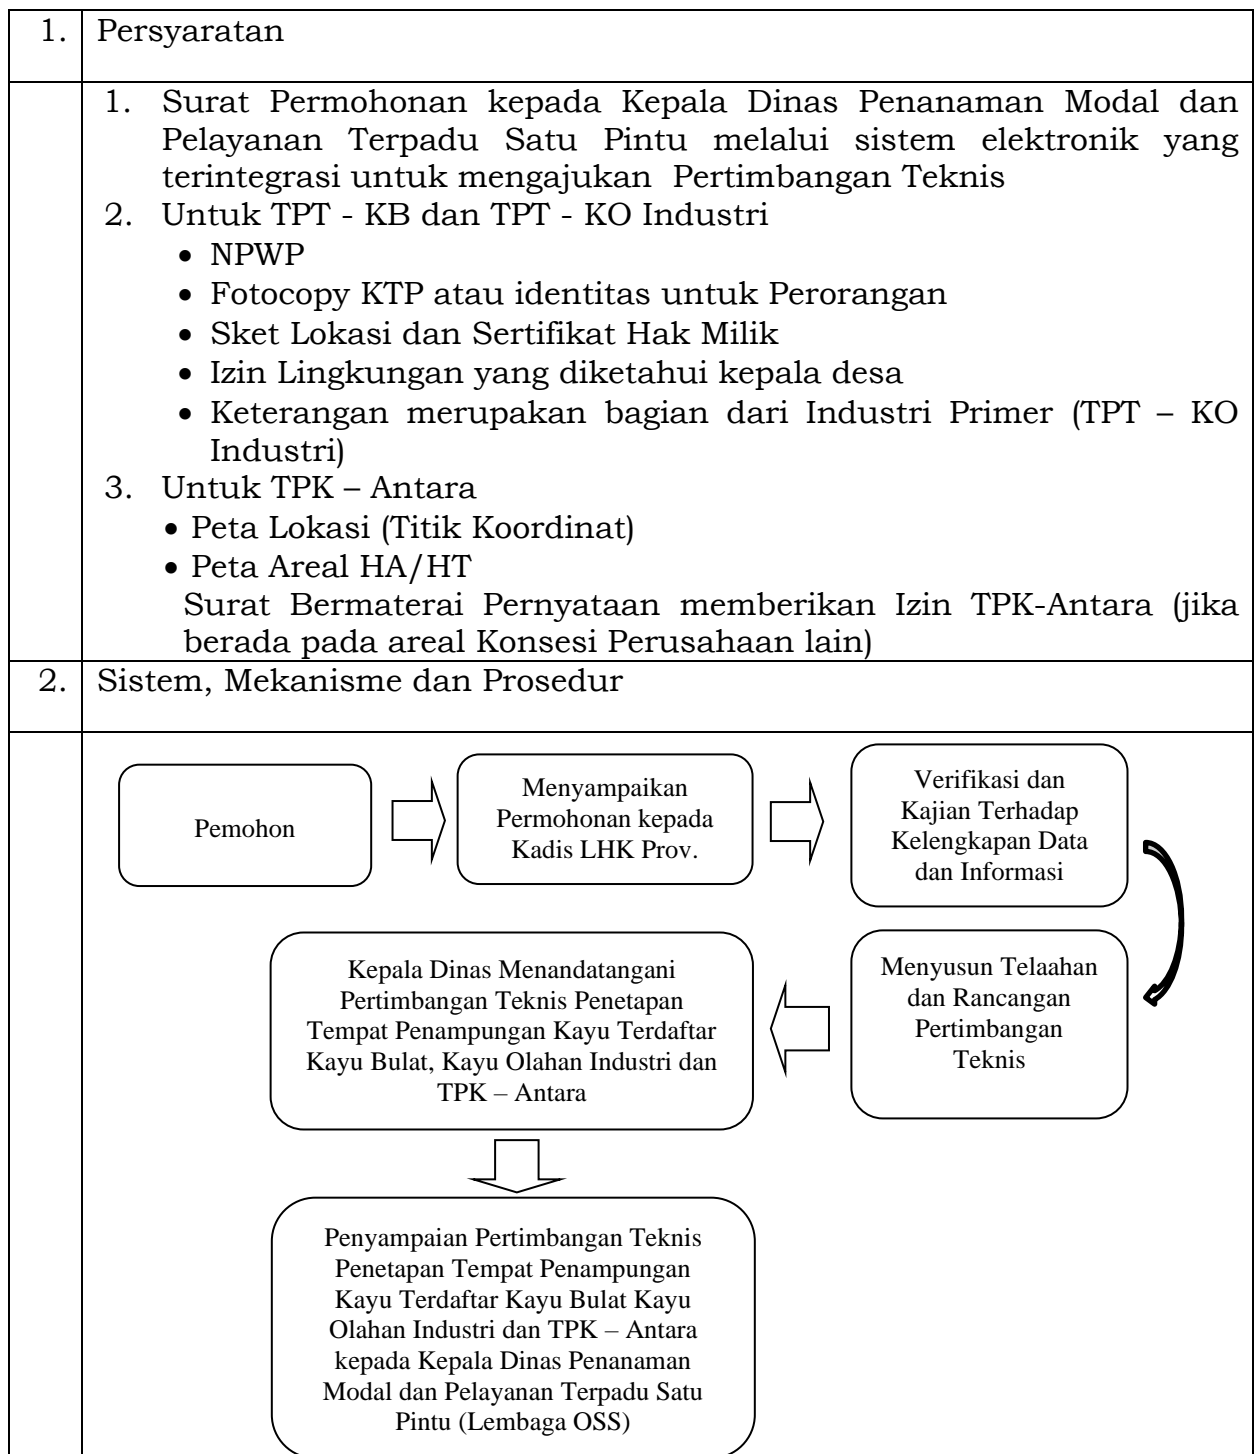 1. Persyaratan
1. Surat Permohonan kepada Kepala Dinas Penanaman Modal dan
Pelayanan Terpadu Satu Pintu melalui sistem elektronik yang
terintegrasi untuk mengajukan Pertimbangan Teknis
2. Untuk TPT - KB dan TPT - KO Industri
• NPWP
• Fotocopy KTP atau identitas untuk Perorangan
• Sket Lokasi dan Sertifikat Hak Milik
• Izin Lingkungan yang diketahui kepala desa
• Keterangan merupakan bagian dari Industri Primer (TPT – KO
Industri)
3. Untuk TPK – Antara
• Peta Lokasi (Titik Koordinat)
• Peta Areal HA/HT
Surat Bermaterai Pernyataan memberikan Izin TPK-Antara (jika
berada pada areal Konsesi Perusahaan lain)
2. Sistem, Mekanisme dan Prosedur
Pemohon
Menyampaikan
Permohonan kepada
Kadis LHK Prov.
Verifikasi dan
Kajian Terhadap
Kelengkapan Data
dan Informasi
Menyusun Telaahan
dan Rancangan
Pertimbangan
Teknis
Kepala Dinas Menandatangani
Pertimbangan Teknis Penetapan
Tempat Penampungan Kayu Terdaftar
Kayu Bulat, Kayu Olahan Industri dan
TPK – Antara
Penyampaian Pertimbangan Teknis
Penetapan Tempat Penampungan
Kayu Terdaftar Kayu Bulat Kayu
Olahan Industri dan TPK – Antara
kepada Kepala Dinas Penanaman
Modal dan Pelayanan Terpadu Satu
Pintu (Lembaga OSS)